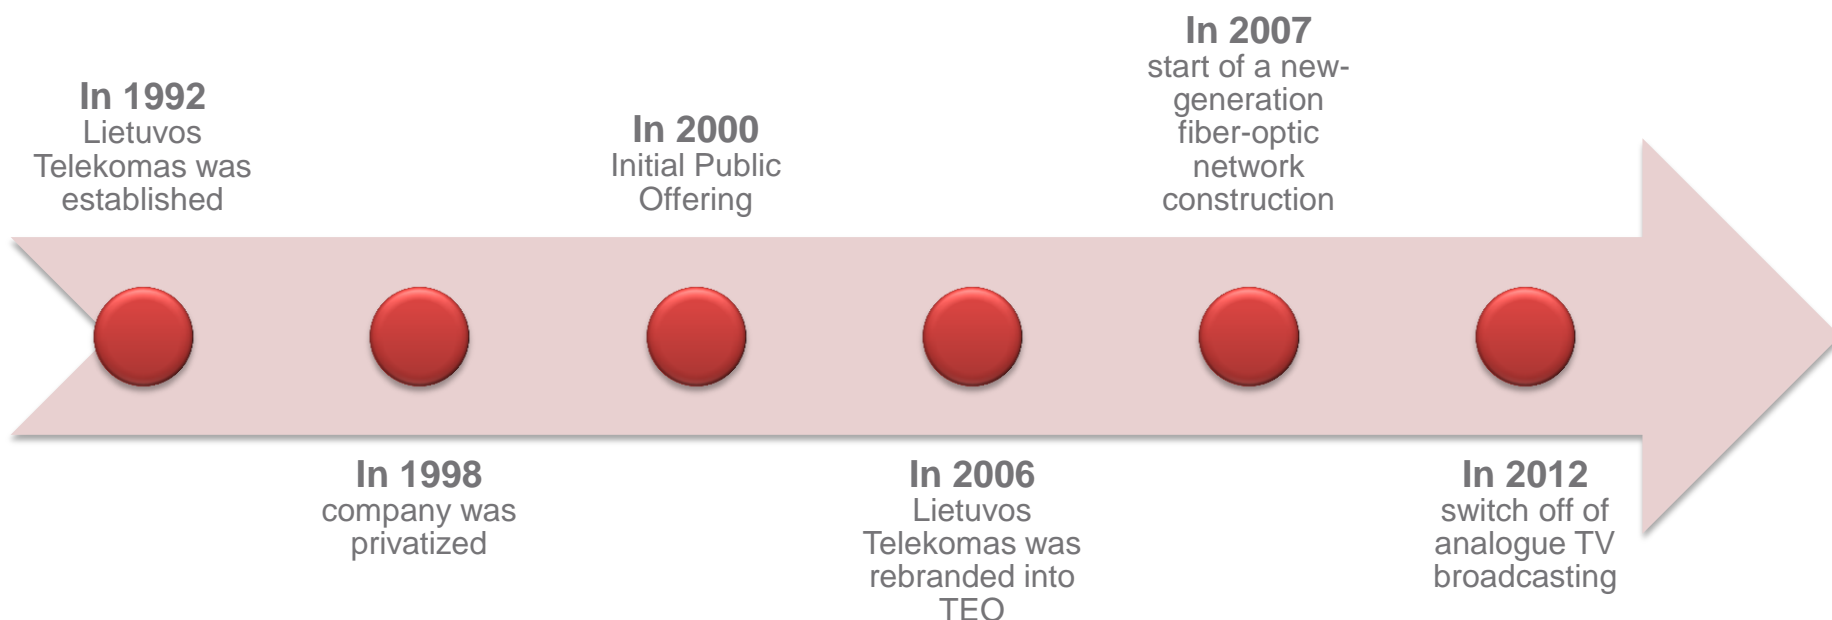 In 1992
Lietuvos
Telekomas was
established
In 1998
company was
privatized
In 2000
Initial Public
Offering
In 2006
Lietuvos
Telekomas was
rebranded into
TEO
In 2007
start of a new-
generation
fiber-optic
network
construction
In 2012
switch off of
analogue TV
broadcasting